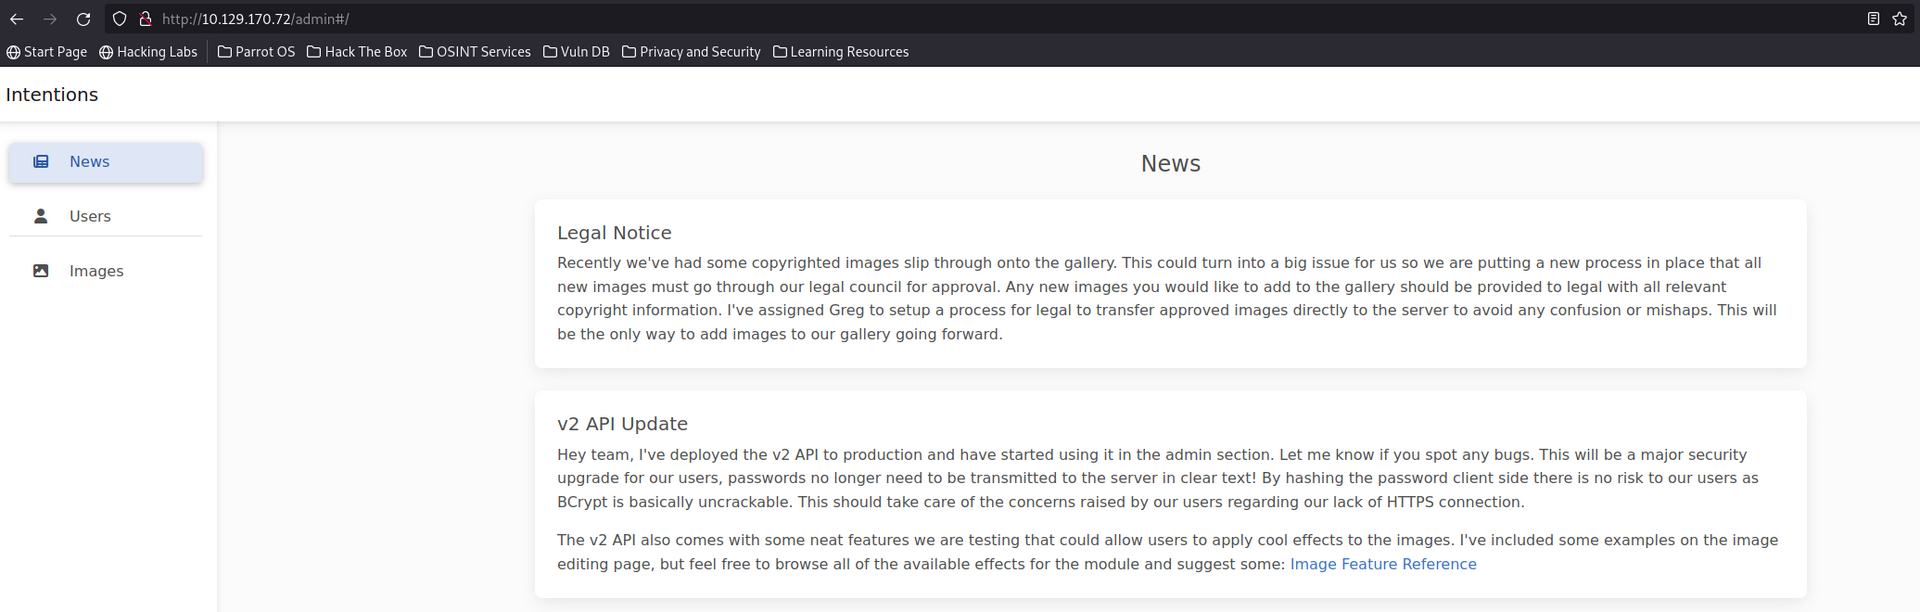 http://10.129.170.72/admin#/
Start Page Hacking Labs Parrot OS Hack The Box OSINT Services Vuln DB Privacy and Security Learning Resources
Intentions
News
Users
Images
News
Legal Notice
Recently we've had some copyrighted images slip through onto the gallery. This could turn into a big issue for us so we are putting a new process in place that all
new images must go through our legal council for approval. Any new images you would like to add to the gallery should be provided to legal with all relevant
copyright information. I've assigned Greg to setup a process for legal to transfer approved images directly to the server to avoid any confusion or mishaps. This will
be the only way to add images to our gallery going forward.
v2 API Update
Hey team, I've deployed the v2 API to production and have started using it in the admin section. Let me know if you spot any bugs. This will be a major security
upgrade for our users, passwords no longer need to be transmitted to the server in clear text! By hashing the password client side there is no risk to our users as
BCrypt is basically uncrackable. This should take care of the concerns raised by our users regarding our lack of HTTPS connection.
The v2 API also comes with some neat features we are testing that could allow users to apply cool effects to the images. I've included some examples on the image
editing page, but feel free to browse all of the available effects for the module and suggest some: Image Feature Reference